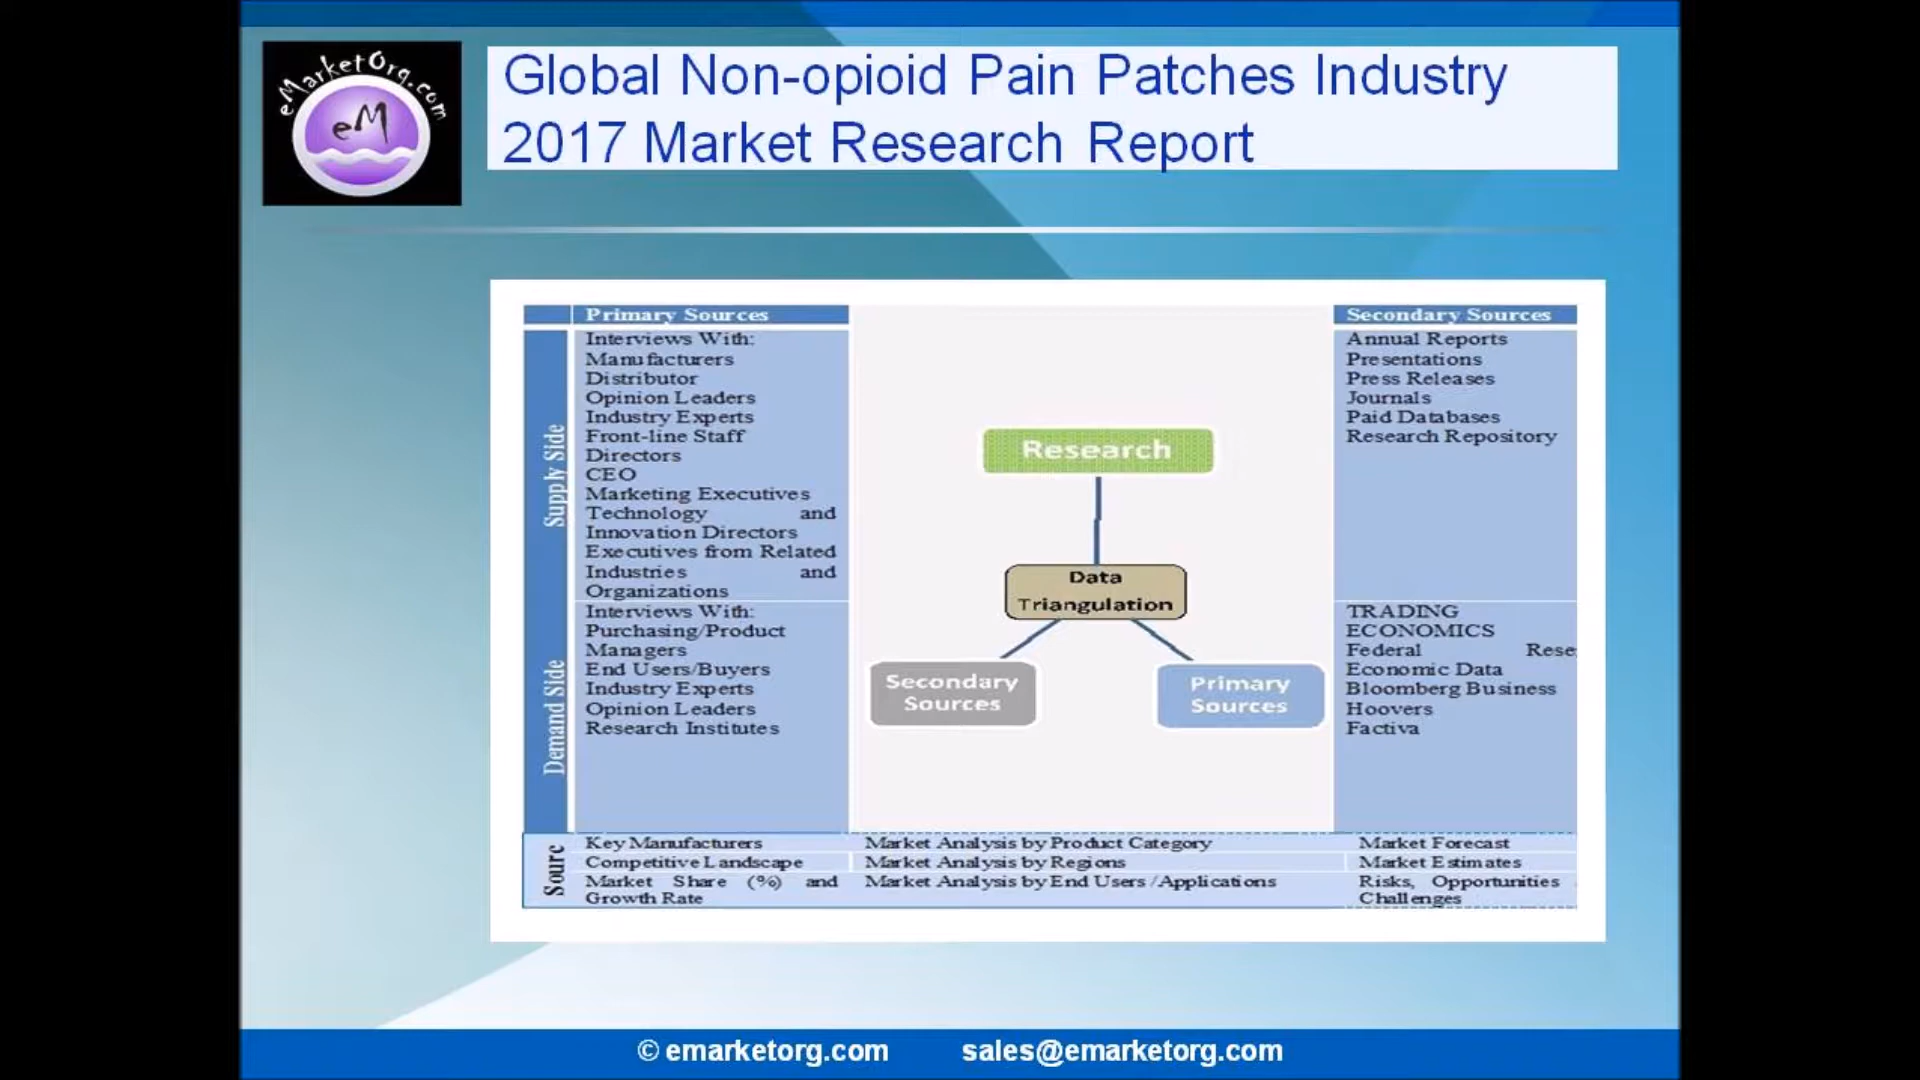 eMarketOrg.com
eM
Global Non-opioid Pain Patches Industry
2017 Market Research Report
Primary Sources
Supply Side
Interviews With:
Manufacturers
Distributor
Opinion Leaders
Industry Experts
Front-line Staff
Directors
CEO
Marketing Executives
Technology and
Innovation Directors
Executives from Related
Industries and
Organizations
Demand Side
Interviews With:
Purchasing/Product
Managers
End Users/Buyers
Industry Experts
Opinion Leaders
Research Institutes
Research
Data
Triangulation
Secondary
Sources
Primary
Sources
Secondary Sources
Annual Reports
Presentations
Press Releases
Journals
Paid Databases
Research Repository
TRADING
ECONOMICS
Federal Rese
Economic Data
Bloomberg Business
Hoovers
Factiva
Sourc
Key Manufacturers
Competitive Landscape
Market Share (%) and
Growth Rate
Market Analysis by Product Category
Market Analysis by Regions
Market Analysis by End Users /Applications
Market Forecast
Market Estimates
Risks, Opportunities
Challenges
© emarketorg.com sales@emarketorg.com